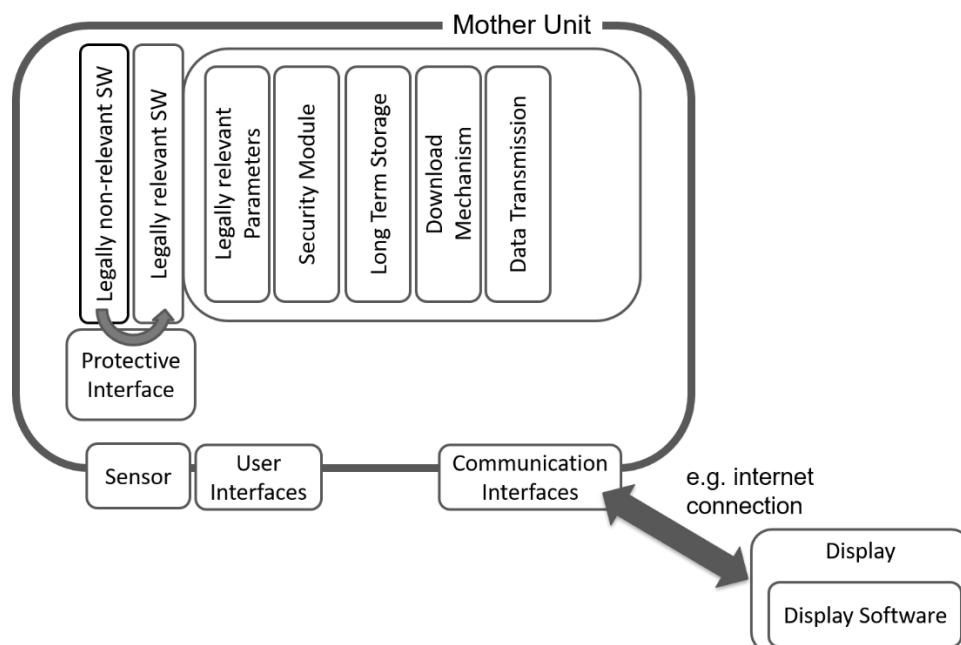 Mother Unit
Legally non-relevant SW
Legally relevant SW
Legally relevant
Parameters
Security Module
Long Term Storage
Download
Mechanism
Data Transmission
Protective
Interface
Sensor
User
Interfaces
Communication
Interfaces
e.g. internet
connection
Display
Display Software